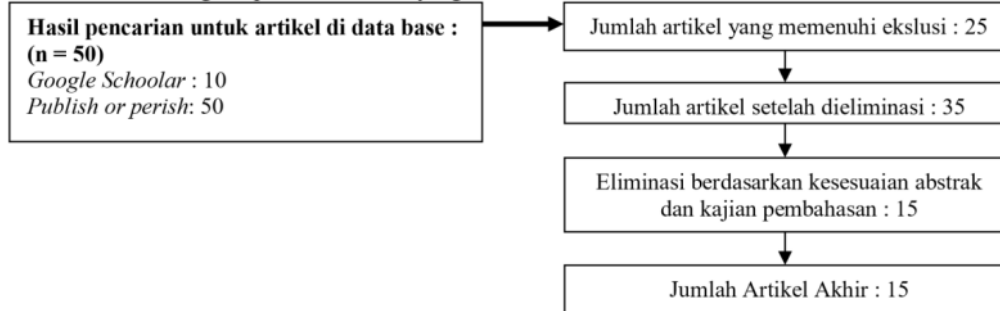 Hasil pencarian untuk artikel di data base :
(n = 50)
Google Schoolar : 10
Publish or perish: 50
Jumlah artikel yang memenuhi ekslusi : 25
Jumlah artikel setelah dieliminasi : 35
Eliminasi berdasarkan kesesuaian abstrak
dan kajian pembahasan : 15
Jumlah Artikel Akhir : 15